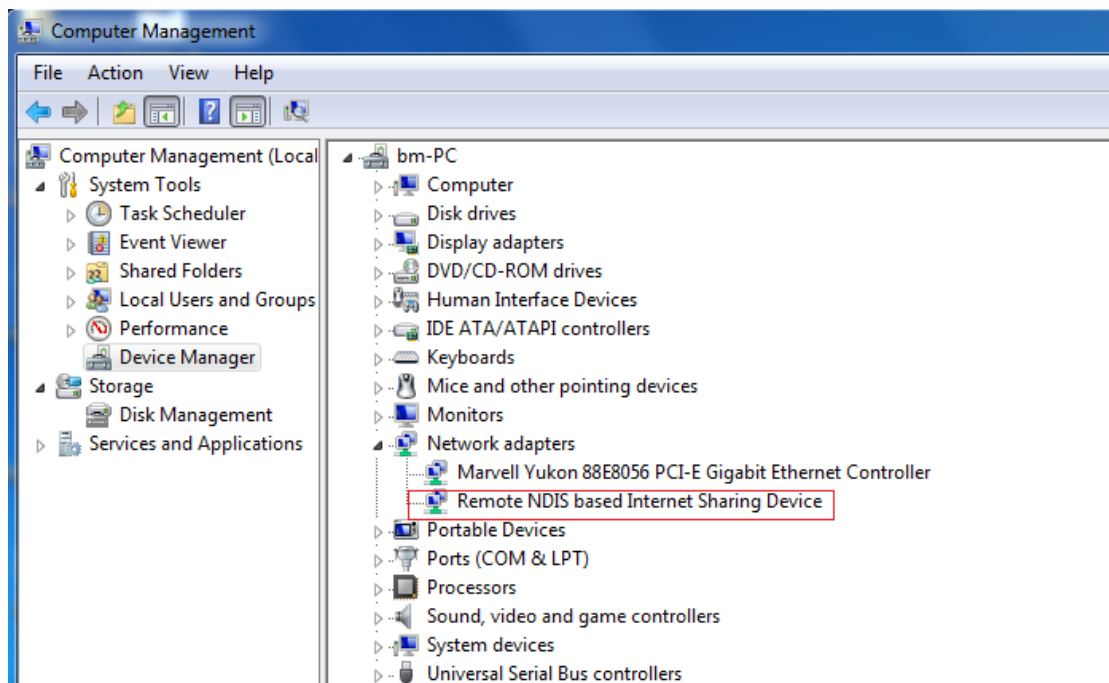 Computer Management
File Action View Help
Computer Management (Local
System Tools
Task Scheduler
Event Viewer
Shared Folders
Local Users and Groups
Performance
Device Manager
Storage
Disk Management
Services and Applications
bm-PC
Computer
Disk drives
Display adapters
DVD/CD-ROM drives
Human Interface Devices
IDE ATA/ATAPI controllers
Keyboards
Mice and other pointing devices
Monitors
Network adapters
Marvell Yukon 88E8056 PCI-E Gigabit Ethernet Controller
Remote NDIS based Internet Sharing Device
Portable Devices
Ports (COM & LPT)
Processors
Sound, video and game controllers
System devices
Universal Serial Bus controllers